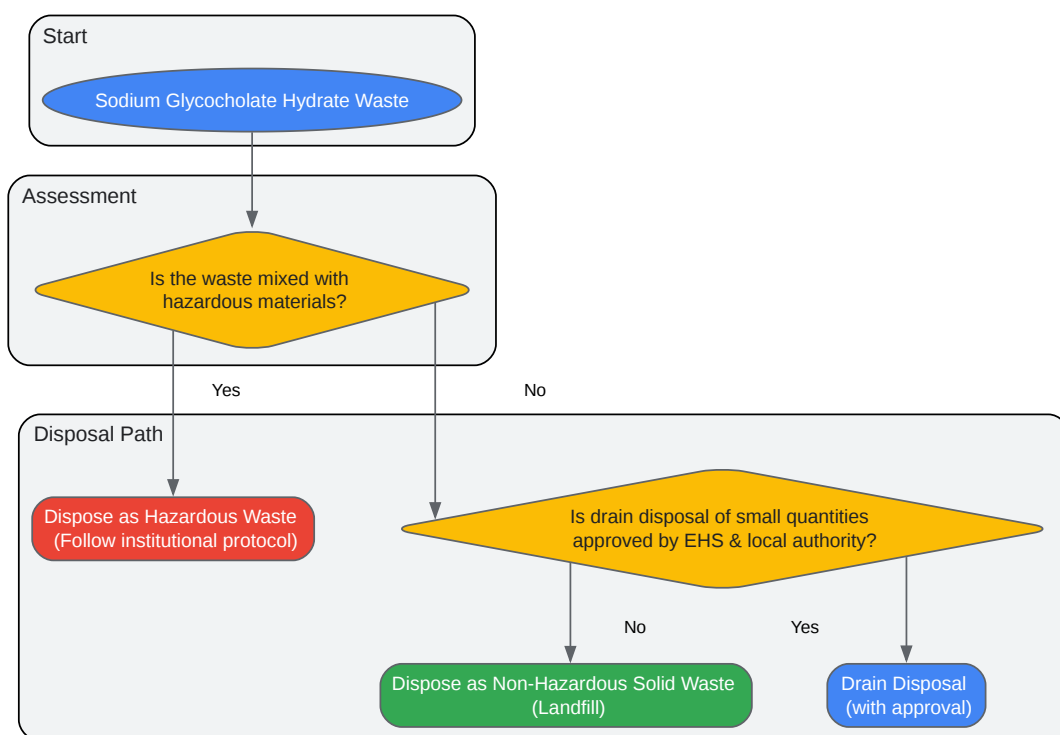 Start
Sodium Glycocholate Hydrate Waste
Assessment
Is the waste mixed with
hazardous materials?
Yes
No
Disposal Path
Dispose as Hazardous Waste
(Follow institutional protocol)
Is drain disposal of small quantities
approved by EHS & local authority?
No
Yes
Dispose as Non-Hazardous Solid Waste
(Landfill)
Drain Disposal
(with approval)